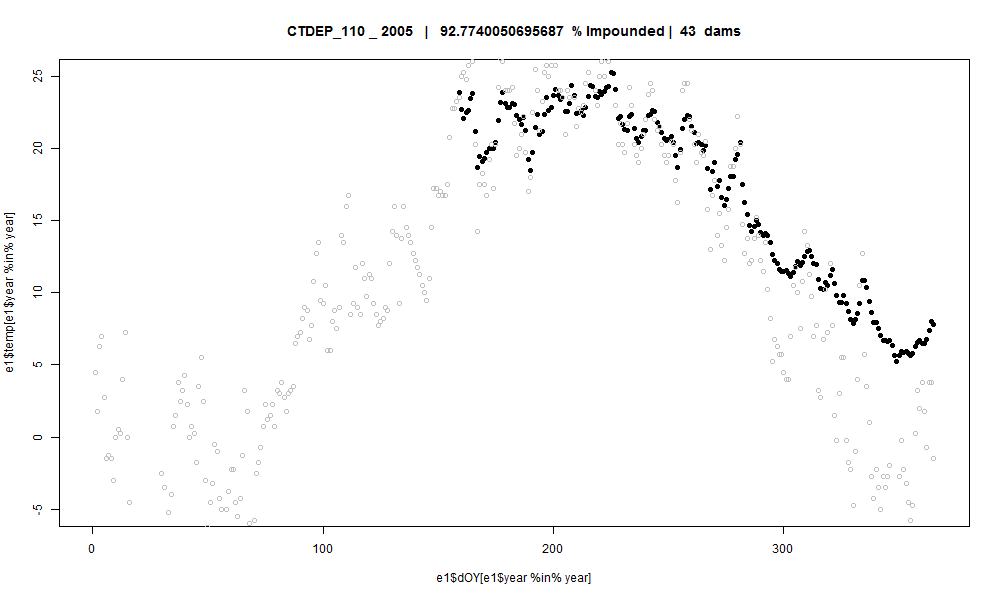 CTDEP_110 _ 2005 | 92.7740050695687 % Impounded | 43 dams
e1$temp[e1$year %in% year]
25
20
15
10
5
0
-5
0 100 200 300
e1$dOY[e1$year %in% year]